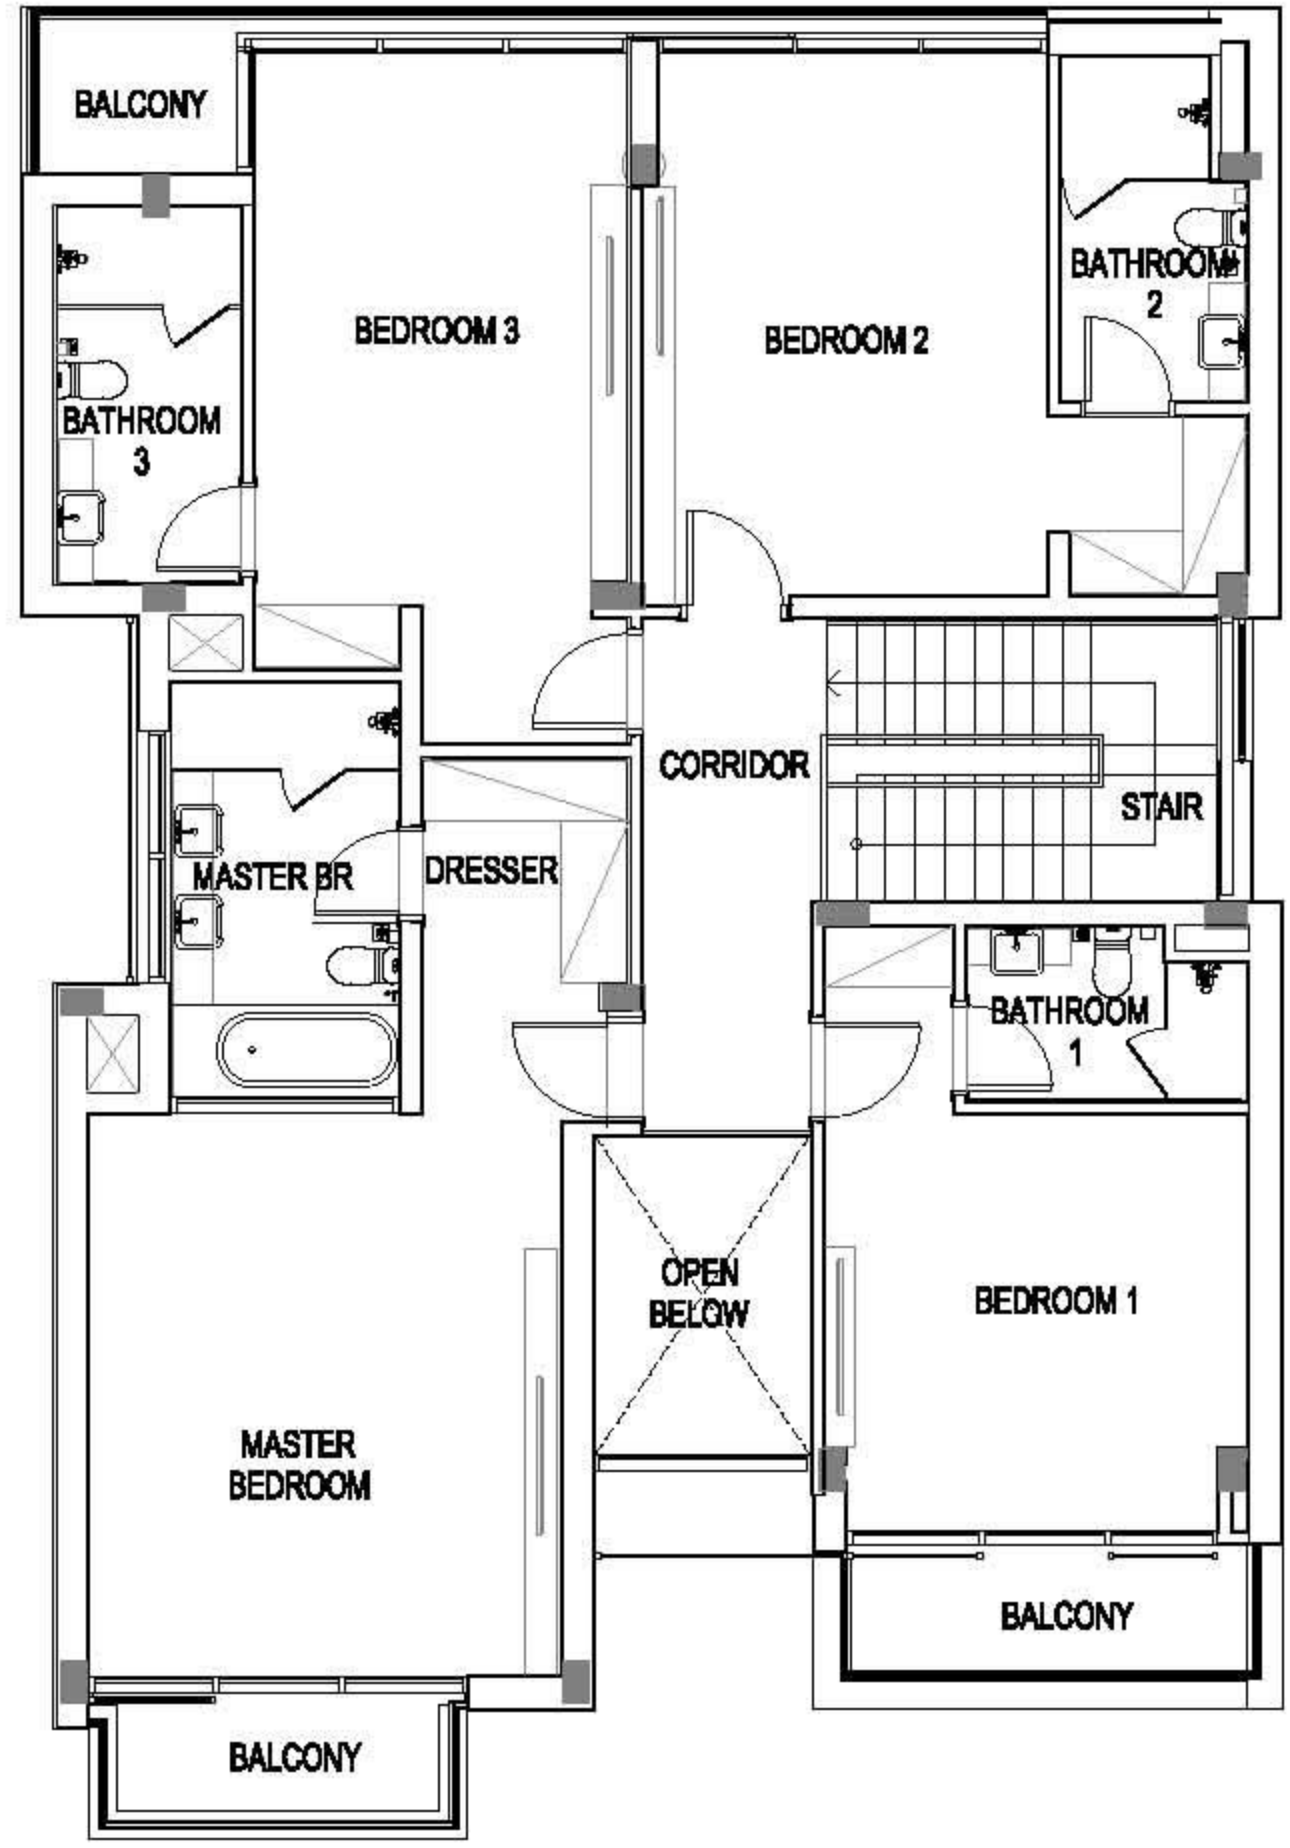 BALCONY
BEDROOM 3
BEDROOM 2
BATHROOM
2
BATHROOM
3
CORRIDOR
STAIR
MASTER BR
DRESSER
BATHROOM
1
OPEN
BELOW
BEDROOM 1
MASTER
BEDROOM
BALCONY
BALCONY